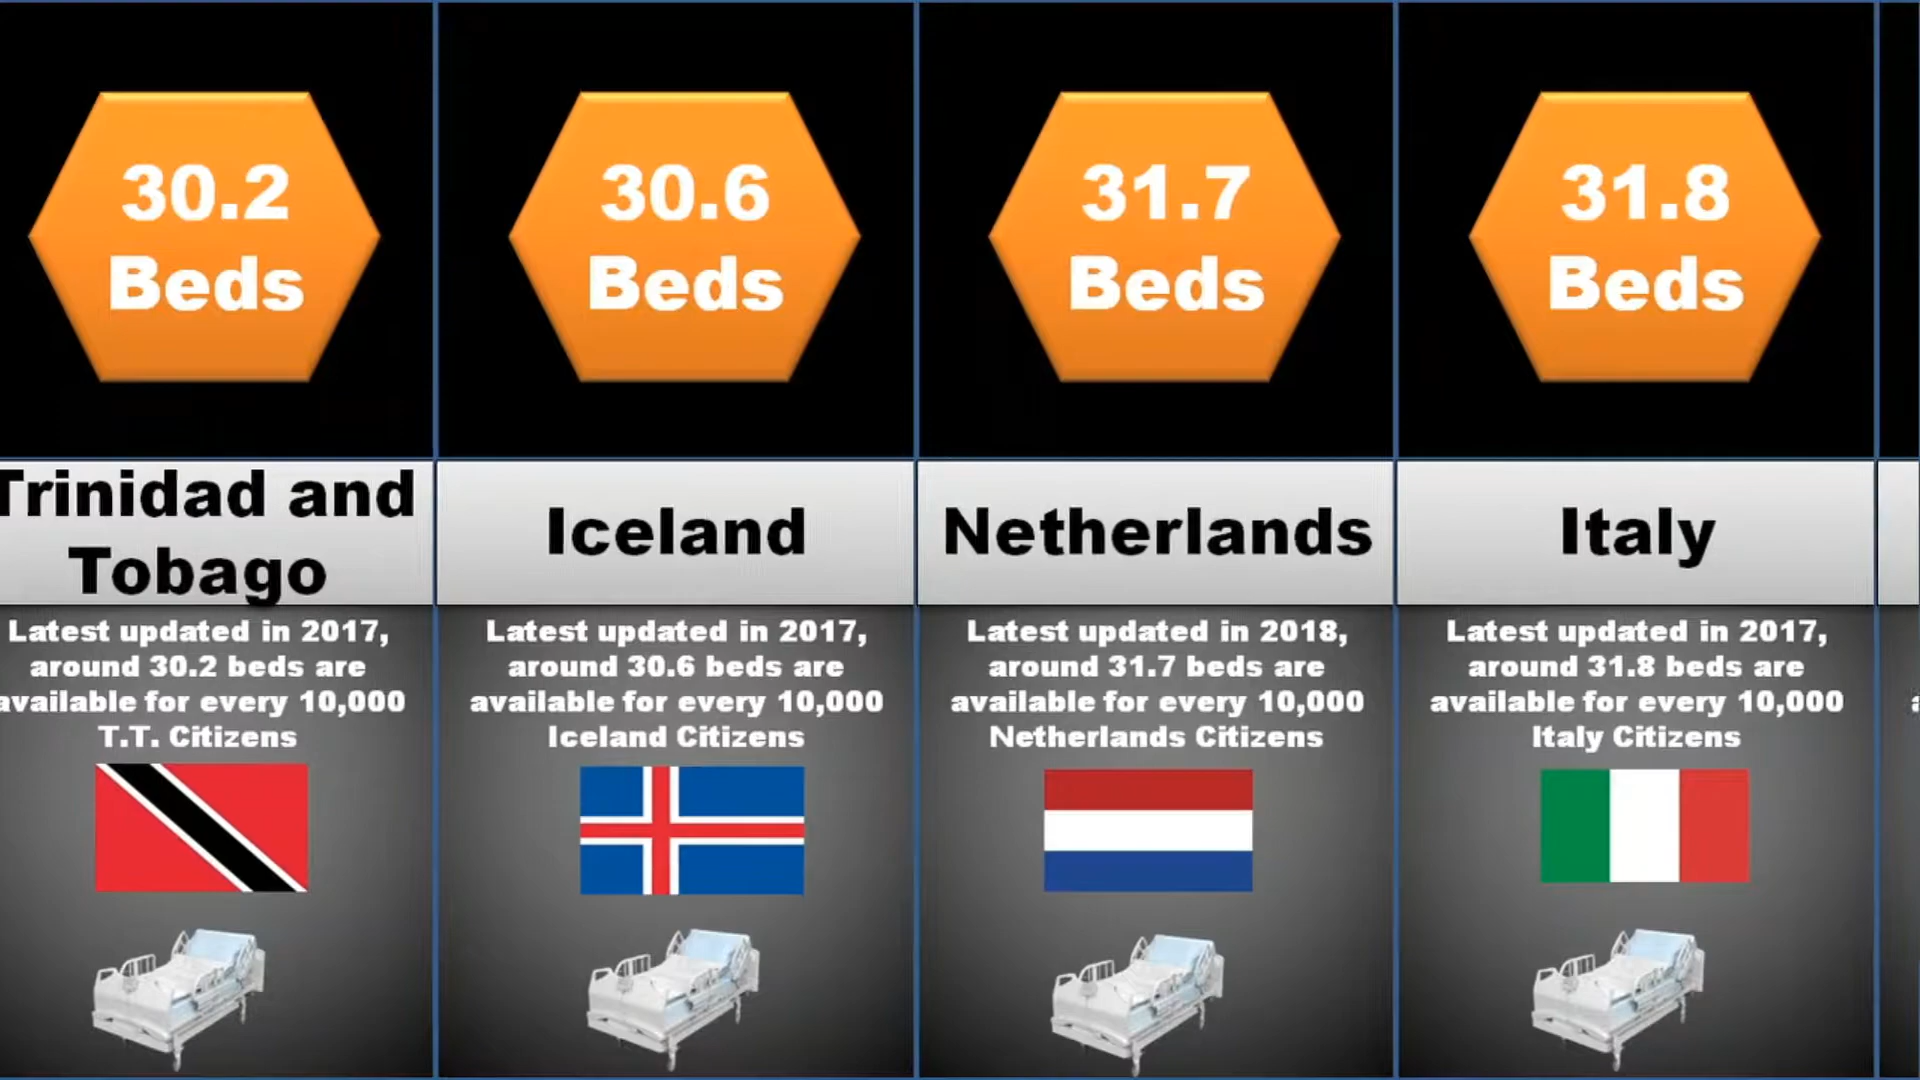 30.2
Beds
Trinidad and
Tobago
Latest updated in 2017,
around 30.2 beds are
available for every 10,000
T.T. Citizens
30.6
Beds
Iceland
Latest updated in 2017,
around 30.6 beds are
available for every 10,000
Iceland Citizens
31.7
Beds
Netherlands
Latest updated in 2018,
around 31.7 beds are
available for every 10,000
Netherlands Citizens
31.8
Beds
Italy
Latest updated in 2017,
around 31.8 beds are
available for every 10,000
Italy Citizens